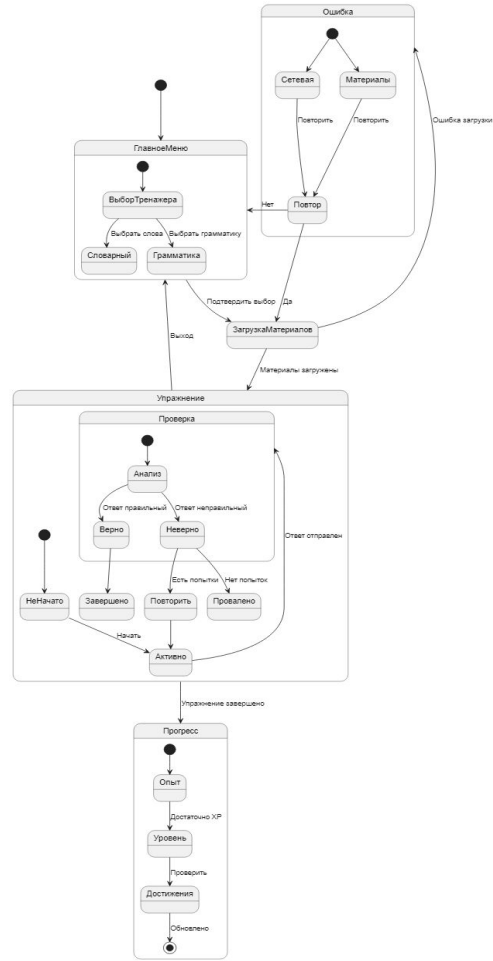 Ошибка
Сетевая
Материалы
Повторить
Повторить
Ошибка загрузки
ГлавноеМеню
ВыборТренажера
Выбрать слова
Выбрать грамматику
Словарный
Грамматика
Нет
Повтор
Подтвердить выбор
Да
ЗагрузкаМатериалов
Выход
Материалы загружены
Упражнение
Проверка
Анализ
Ответ правильный
Ответ неправильный
Верно
Неверно
Ответ отправлен
Есть попытки
Нет попыток
НеНачато
Завершено
Повторить
Провалено
Начать
Активно
Упражнение завершено
Прогресс
Опыт
Достаточно XP
Уровень
Проверить
Достижения
Обновлено